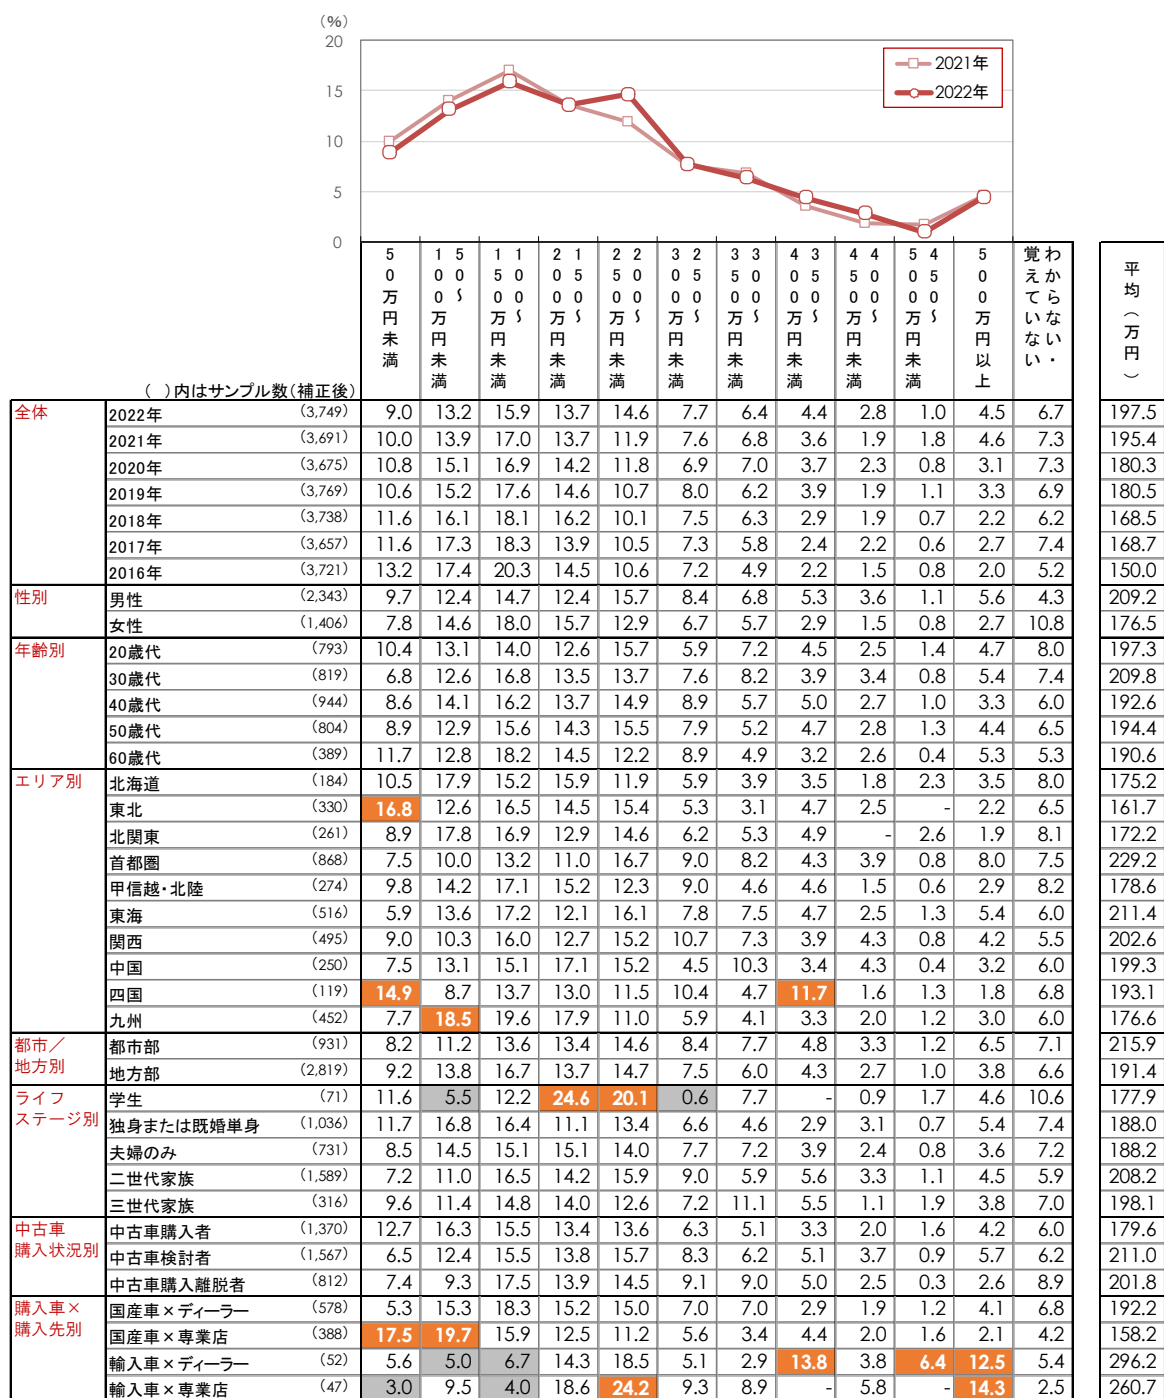 (%)
20
15
10
5
0
2021年
2022年
50万円未満
50〜100万円未満
100〜150万円未満
150〜200万円未満
200〜250万円未満
250〜300万円未満
300〜350万円未満
350〜400万円未満
400〜450万円未満
450〜500万円未満
500万円以上
わからない・覚えていない
平均(万円)
( )内はサンプル数(補正後)
全体 2022年 (3,749) 9.0 13.2 15.9 13.7 14.6 7.7 6.4 4.4 2.8 1.0 4.5 6.7 197.5
2021年 (3,691) 10.0 13.9 17.0 13.7 11.9 7.6 6.8 3.6 1.9 1.8 4.6 7.3 195.4
2020年 (3,675) 10.8 15.1 16.9 14.2 11.8 6.9 7.0 3.7 2.3 0.8 3.1 7.3 180.3
2019年 (3,769) 10.6 15.2 17.6 14.6 10.7 8.0 6.2 3.9 1.9 1.1 3.3 6.9 180.5
2018年 (3,738) 11.6 16.1 18.1 16.2 10.1 7.5 6.3 2.9 1.9 0.7 2.2 6.2 168.5
2017年 (3,657) 11.6 17.3 18.3 13.9 10.5 7.3 5.8 2.4 2.2 0.6 2.7 7.4 168.7
2016年 (3,721) 13.2 17.4 20.3 14.5 10.6 7.2 4.9 2.2 1.5 0.8 2.0 5.2 150.0
性別 男性 (2,343) 9.7 12.4 14.7 12.4 15.7 8.4 6.8 5.3 3.6 1.1 5.6 4.3 209.2
女性 (1,406) 7.8 14.6 18.0 15.7 12.9 6.7 5.7 2.9 1.5 0.8 2.7 10.8 176.5
年齢別 20歳代 (793) 10.4 13.1 14.0 12.6 15.7 5.9 7.2 4.5 2.5 1.4 4.7 8.0 197.3
30歳代 (819) 6.8 12.6 16.8 13.5 13.7 7.6 8.2 3.9 3.4 0.8 5.4 7.4 209.8
40歳代 (944) 8.6 14.1 16.2 13.7 14.9 8.9 5.7 5.0 2.7 1.0 3.3 6.0 192.6
50歳代 (804) 8.9 12.9 15.6 14.3 15.5 7.9 5.2 4.7 2.8 1.3 4.4 6.5 194.4
60歳代 (389) 11.7 12.8 18.2 14.5 12.2 8.9 4.9 3.2 2.6 0.4 5.3 5.3 190.6
エリア別 北海道 (184) 10.5 17.9 15.2 15.9 11.9 5.9 3.9 3.5 1.8 2.3 3.5 8.0 175.2
東北 (330) 16.8 12.6 16.5 14.5 15.4 5.3 3.1 4.7 2.5 - 2.2 6.5 161.7
北関東 (261) 8.9 17.8 16.9 12.9 14.6 6.2 5.3 4.9 - 2.6 1.9 8.1 172.2
首都圏 (868) 7.5 10.0 13.2 11.0 16.7 9.0 8.2 4.3 3.9 0.8 8.0 7.5 229.2
甲信越・北陸 (274) 9.8 14.2 17.1 15.2 12.3 9.0 4.6 4.6 1.5 0.6 2.9 8.2 178.6
東海 (516) 5.9 13.6 17.2 12.1 16.1 7.8 7.5 4.7 2.5 1.3 5.4 6.0 211.4
関西 (495) 9.0 10.3 16.0 12.7 15.2 10.7 7.3 3.9 4.3 0.8 4.2 5.5 202.6
中国 (250) 7.5 13.1 15.1 17.1 15.2 4.5 10.3 3.4 4.3 0.4 3.2 6.0 199.3
四国 (119) 14.9 8.7 13.7 13.0 11.5 10.4 4.7 11.7 1.6 1.3 1.8 6.8 193.1
九州 (452) 7.7 18.5 19.6 17.9 11.0 5.9 4.1 3.3 2.0 1.2 3.0 6.0 176.6
都市／ 都市部 (931) 8.2 11.2 13.6 13.4 14.6 8.4 7.7 4.8 3.3 1.2 6.5 7.1 215.9
地方別 地方部 (2,819) 9.2 13.8 16.7 13.7 14.7 7.5 6.0 4.3 2.7 1.0 3.8 6.6 191.4
ライフ 学生 (71) 11.6 5.5 12.2 24.6 20.1 0.6 7.7 - 0.9 1.7 4.6 10.6 177.9
ステージ別 独身または既婚単身 (1,036) 11.7 16.8 16.4 11.1 13.4 6.6 4.6 2.9 3.1 0.7 5.4 7.4 188.0
夫婦のみ (731) 8.5 14.5 15.1 15.1 14.0 7.7 7.2 3.9 2.4 0.8 3.6 7.2 188.2
二世代家族 (1,589) 7.2 11.0 16.5 14.2 15.9 9.0 5.9 5.6 3.3 1.1 4.5 5.9 208.2
三世代家族 (316) 9.6 11.4 14.8 14.0 12.6 7.2 11.1 5.5 1.1 1.9 3.8 7.0 198.1
中古車 中古車購入者 (1,370) 12.7 16.3 15.5 13.4 13.6 6.3 5.1 3.3 2.0 1.6 4.2 6.0 179.6
購入状況別 中古車検討者 (1,567) 6.5 12.4 15.5 13.8 15.7 8.3 6.2 5.1 3.7 0.9 5.7 6.2 211.0
中古車購入離脱者 (812) 7.4 9.3 17.5 13.9 14.5 9.1 9.0 5.0 2.5 0.3 2.6 8.9 201.8
購入車× 国産車×ディーラー (578) 5.3 15.3 18.3 15.2 15.0 7.0 7.0 2.9 1.9 1.2 4.1 6.8 192.2
購入先別 国産車×専業店 (388) 17.5 19.7 15.9 12.5 11.2 5.6 3.4 4.4 2.0 1.6 2.1 4.2 158.2
輸入車×ディーラー (52) 5.6 5.0 6.7 14.3 18.5 5.1 2.9 13.8 3.8 6.4 12.5 5.4 296.2
輸入車×専業店 (47) 3.0 9.5 4.0 18.6 24.2 9.3 8.9 - 5.8 - 14.3 2.5 260.7